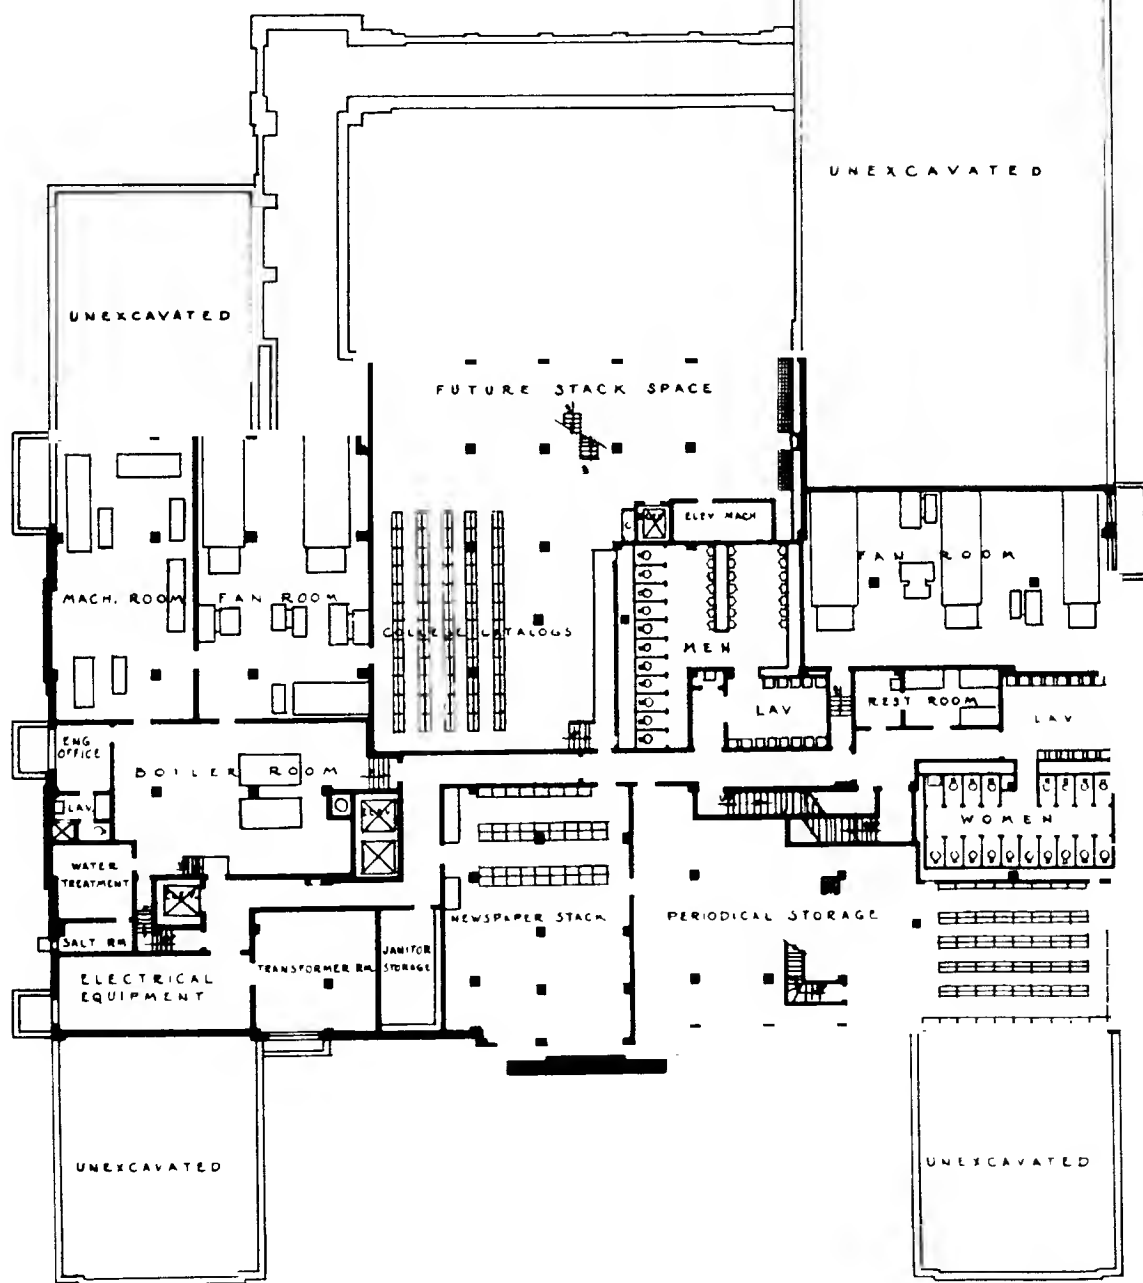 UNEXCAVATED
UNEXCAVATED
FUTURE STACK SPACE
ELEV MACH
FAN ROOM
MACH. ROOM
FAN ROOM
COLLEGE CATALOGS
MEN
LAV
REST ROOM
LAV
ENG
OFFICE
BOILER ROOM
LAV.
ELEV
WOMEN
WATER
TREATMENT
ELEV
NEWSPAPER STACK
PERIODICAL STORAGE
SALT RM
JANITOR
STORAGE
TRANSFORMER RM.
ELECTRICAL
EQUIPMENT
UNEXCAVATED
UNEXCAVATED